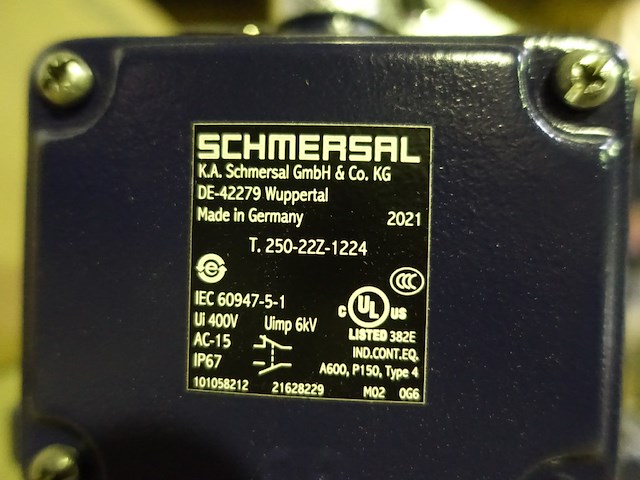 SCHMERSAL
K.A. Schmersal GmbH & Co. KG
DE-42279 Wuppertal
Made in Germany 2021
T. 250-22Z-1224
CCC
IEC 60947-5-1
c UL US
Ui 400V Uimp 6kV
LISTED 382E
AC-15
IND.CONT.EQ.
IP67
A600, P150, Type 4
101058212 21628229 M02 0G6